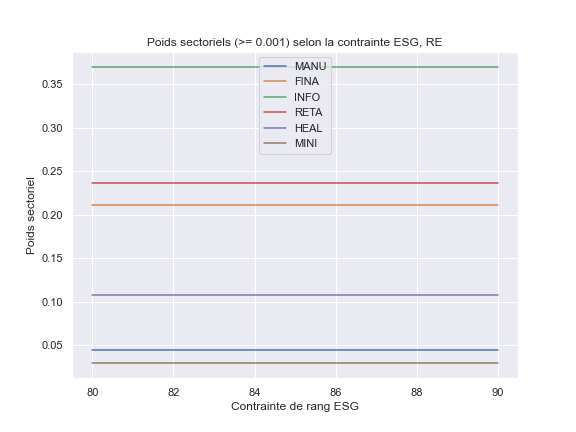 Poids sectoriels (>= 0.001) selon la contrainte ESG, RE
MANU
FINA
INFO
RETA
HEAL
MINI
Poids sectoriel
0.35
0.30
0.25
0.20
0.15
0.10
0.05
80 82 84 86 88 90
Contrainte de rang ESG